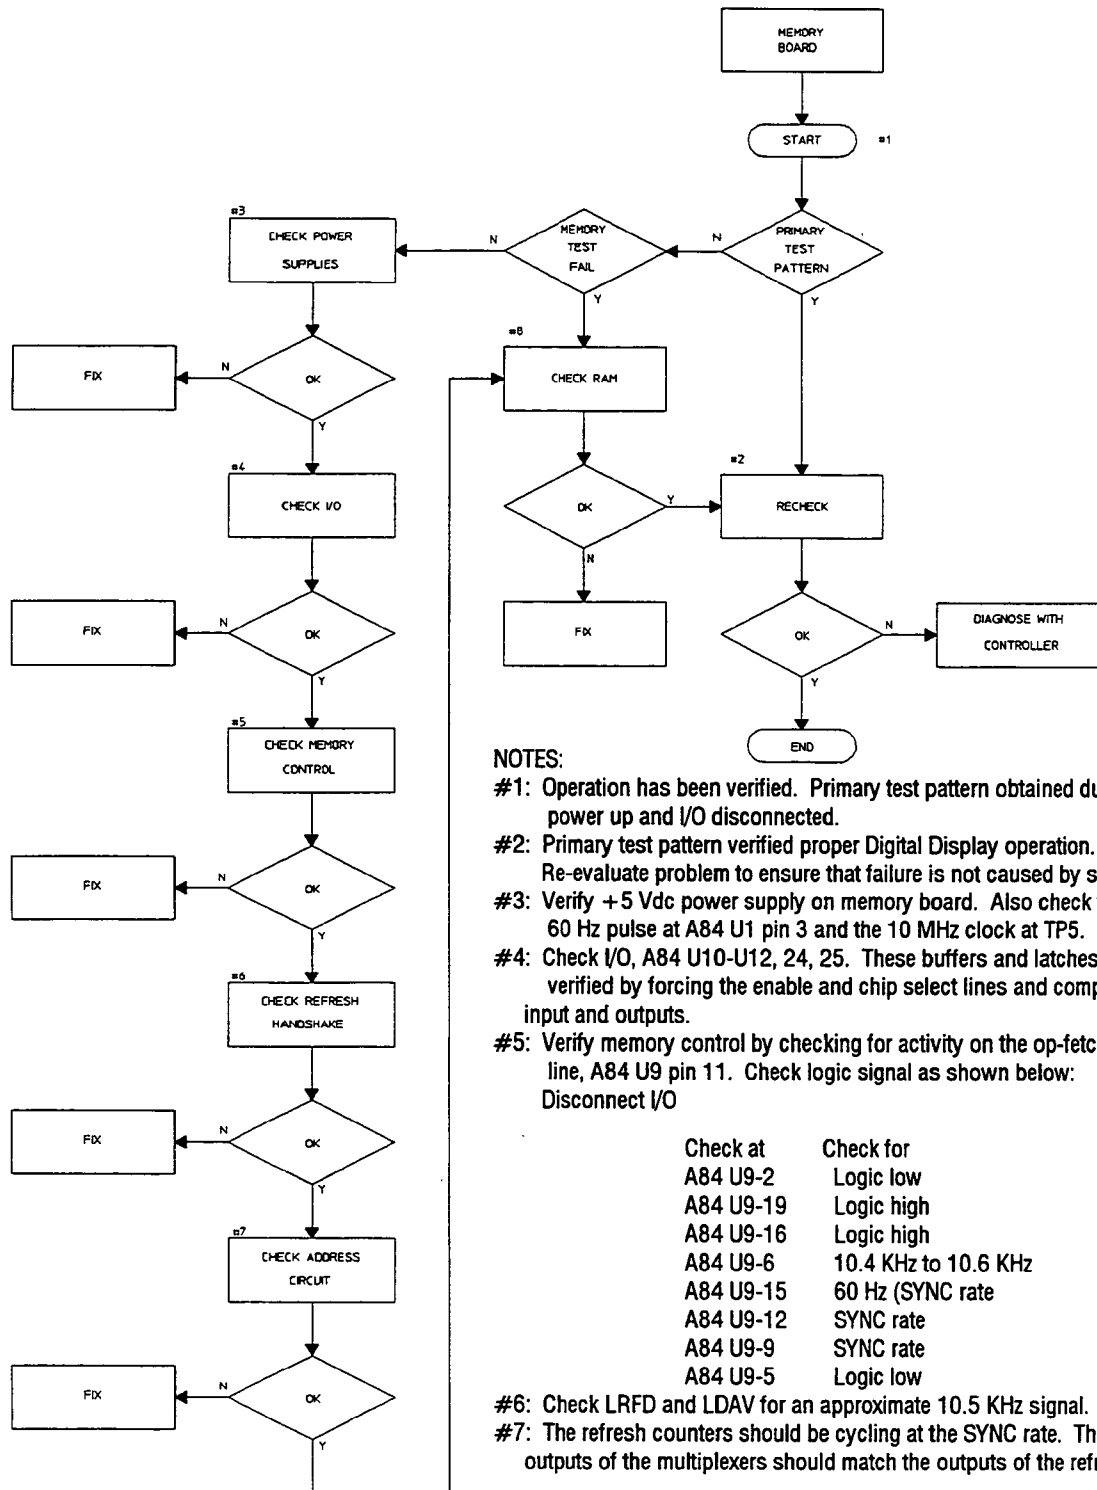 MEMORY
BOARD
START
#1
PRIMARY
TEST
PATTERN
N
Y
MEMORY
TEST
FAIL
N
Y
#3
CHECK POWER
SUPPLIES
OK
N
Y
FIX
#8
CHECK RAM
OK
Y
N
FIX
#2
RECHECK
OK
N
Y
DIAGNOSE WITH
CONTROLLER
END
#4
CHECK I/O
OK
N
Y
FIX
#5
CHECK MEMORY
CONTROL
OK
N
Y
FIX
#6
CHECK REFRESH
HANDSHAKE
OK
N
Y
FIX
#7
CHECK ADDRESS
CIRCUIT
OK
N
Y
FIX
NOTES:
#1: Operation has been verified. Primary test pattern obtained du
power up and I/O disconnected.
#2: Primary test pattern verified proper Digital Display operation.
Re-evaluate problem to ensure that failure is not caused by s
#3: Verify +5 Vdc power supply on memory board. Also check
60 Hz pulse at A84 U1 pin 3 and the 10 MHz clock at TP5.
#4: Check I/O, A84 U10-U12, 24, 25. These buffers and latches
verified by forcing the enable and chip select lines and comp
input and outputs.
#5: Verify memory control by checking for activity on the op-fetc
line, A84 U9 pin 11. Check logic signal as shown below:
Disconnect I/O
Check at Check for
A84 U9-2 Logic low
A84 U9-19 Logic high
A84 U9-16 Logic high
A84 U9-6 10.4 KHz to 10.6 KHz
A84 U9-15 60 Hz (SYNC rate
A84 U9-12 SYNC rate
A84 U9-9 SYNC rate
A84 U9-5 Logic low
#6: Check LRFD and LDAV for an approximate 10.5 KHz signal.
#7: The refresh counters should be cycling at the SYNC rate. Th
outputs of the multiplexers should match the outputs of the refr